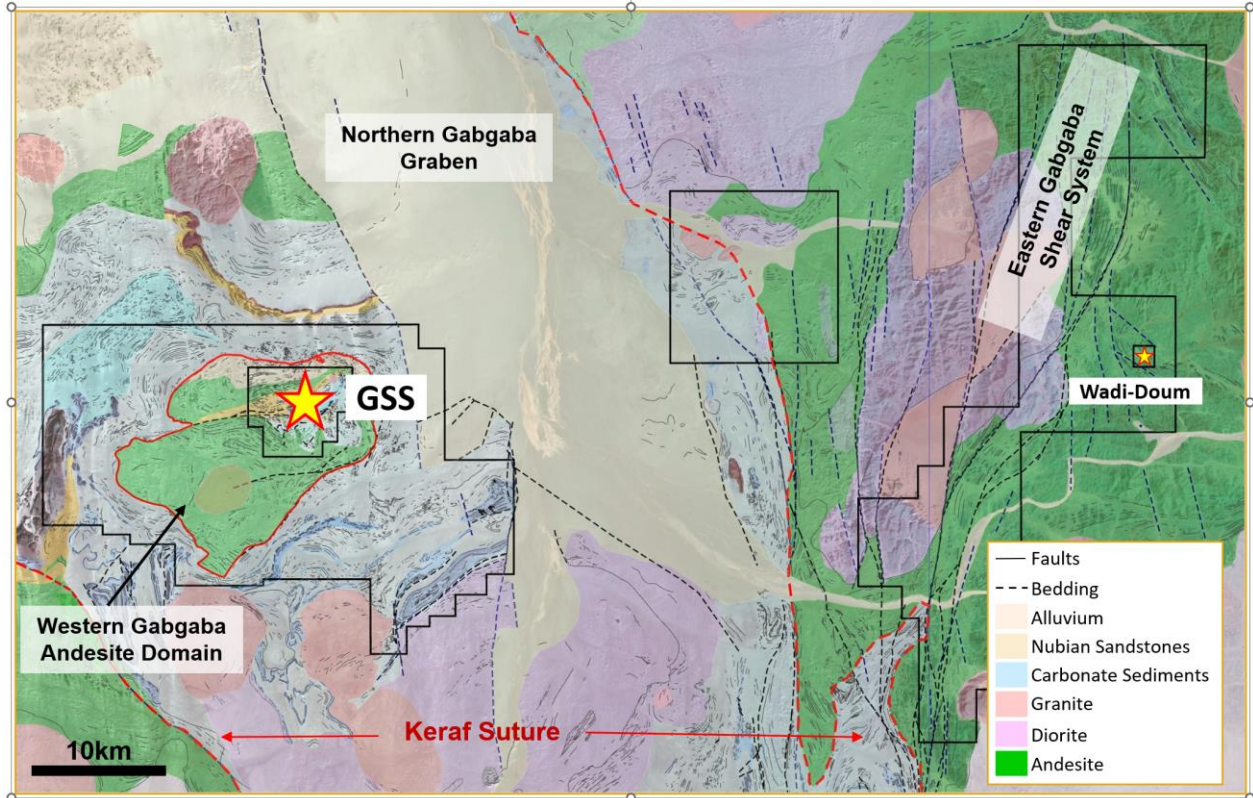 Northern Gabgaba
Graben
Eastern Gabgaba
Shear System
GSS
Wadi-Doum
Western Gabgaba
Andesite Domain
Keraf Suture
10km
Faults
Bedding
Alluvium
Nubian Sandstones
Carbonate Sediments
Granite
Diorite
Andesite